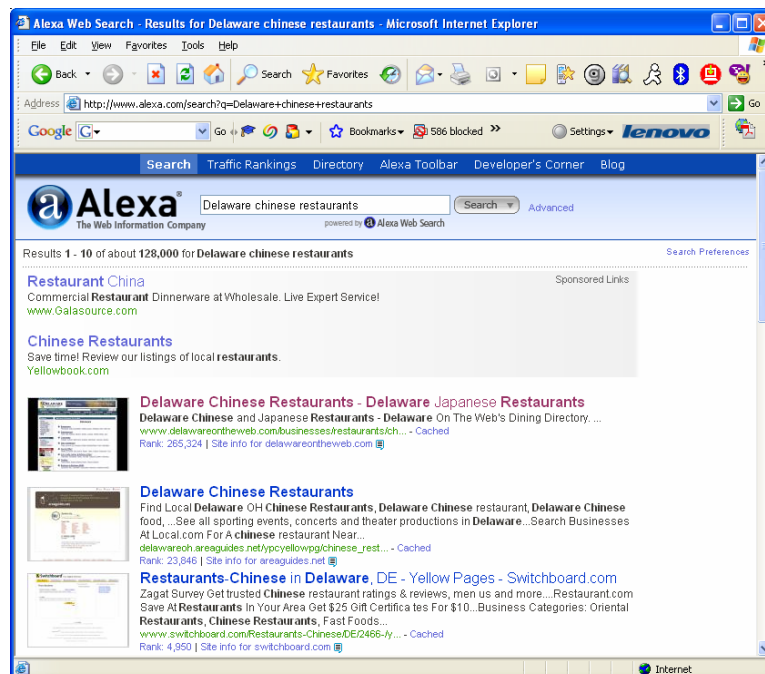 Alexa Web Search - Results for Delaware chinese restaurants - Microsoft Internet Explorer
File Edit View Favorites Tools Help
Back Search Favorites
Address http://www.alexa.com/search?q=Delaware+chinese+restaurants Go
Google G Go Bookmarks 586 blocked Settings lenovo
Search Traffic Rankings Directory Alexa Toolbar Developer's Corner Blog
a Alexa® Delaware chinese restaurants Search Advanced
The Web Information Company powered by a Alexa Web Search
Results 1 - 10 of about 128,000 for Delaware chinese restaurants Search Preferences
Restaurant China Sponsored Links
Commercial Restaurant Dinnerware at Wholesale. Live Expert Service!
www.Galasource.com
Chinese Restaurants
Save time! Review our listings of local restaurants.
Yellowbook.com
Delaware Chinese Restaurants - Delaware Japanese Restaurants
Delaware Chinese and Japanese Restaurants - Delaware On The Web's Dining Directory. ...
www.delawareontheweb.com/businesses/restaurants/ch... - Cached
Rank: 265,324 | Site info for delawareontheweb.com
Delaware Chinese Restaurants
Find Local Delaware OH Chinese Restaurants, Delaware Chinese restaurant, Delaware Chinese
food, ...See all sporting events, concerts and theater productions in Delaware...Search Businesses
At Local.com For A chinese restaurant Near...
delawareoh.areaguides.net/ypcyellowpg/chinese_rest... - Cached
Rank: 23,846 | Site info for areaguides.net
Restaurants-Chinese in Delaware, DE - Yellow Pages - Switchboard.com
Zagat Survey Get trusted Chinese restaurant ratings & reviews, men us and more....Restaurant.com
Save At Restaurants In Your Area Get $25 Gift Certifica tes For $10...Business Categories: Oriental
Restaurants, Chinese Restaurants, Fast Foods...
www.switchboard.com/Restaurants-Chinese/DE/2466-/y... - Cached
Rank: 4,950 | Site info for switchboard.com
Internet